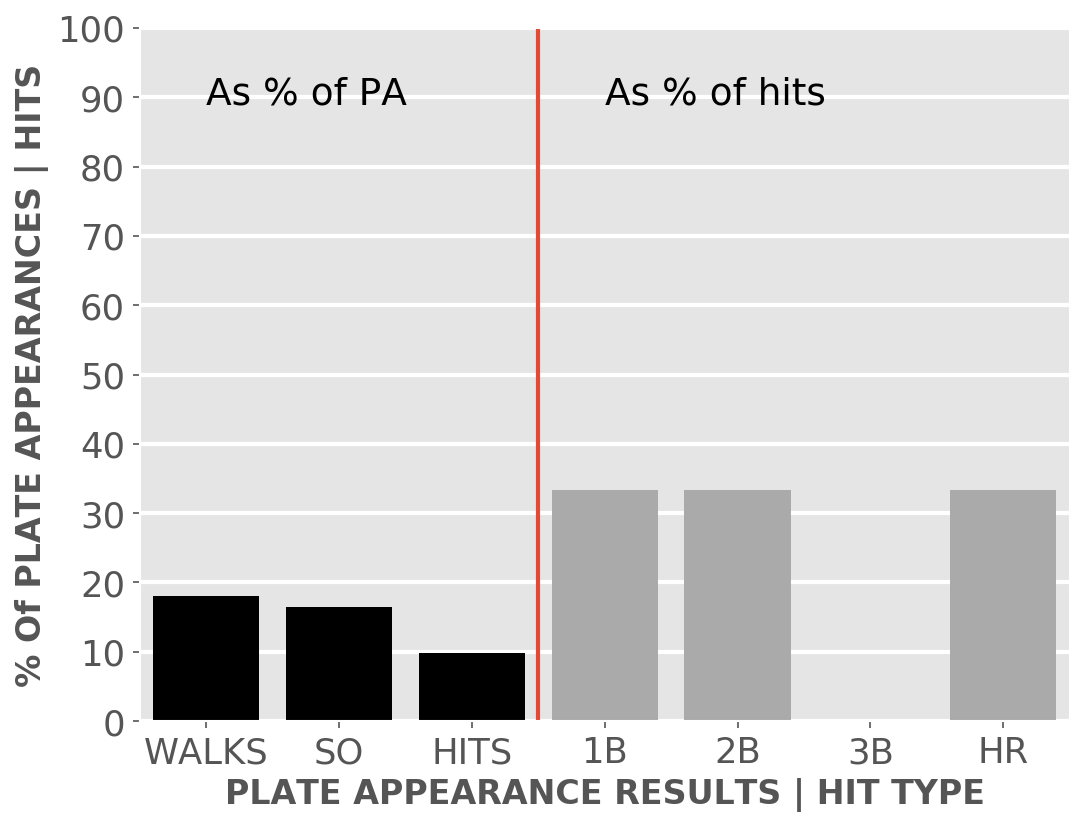 % Of PLATE APPEARANCES | HITS
100
90
80
70
60
50
40
30
20
10
0
As % of PA
As % of hits
WALKS SO HITS 1B 2B 3B HR
PLATE APPEARANCE RESULTS | HIT TYPE